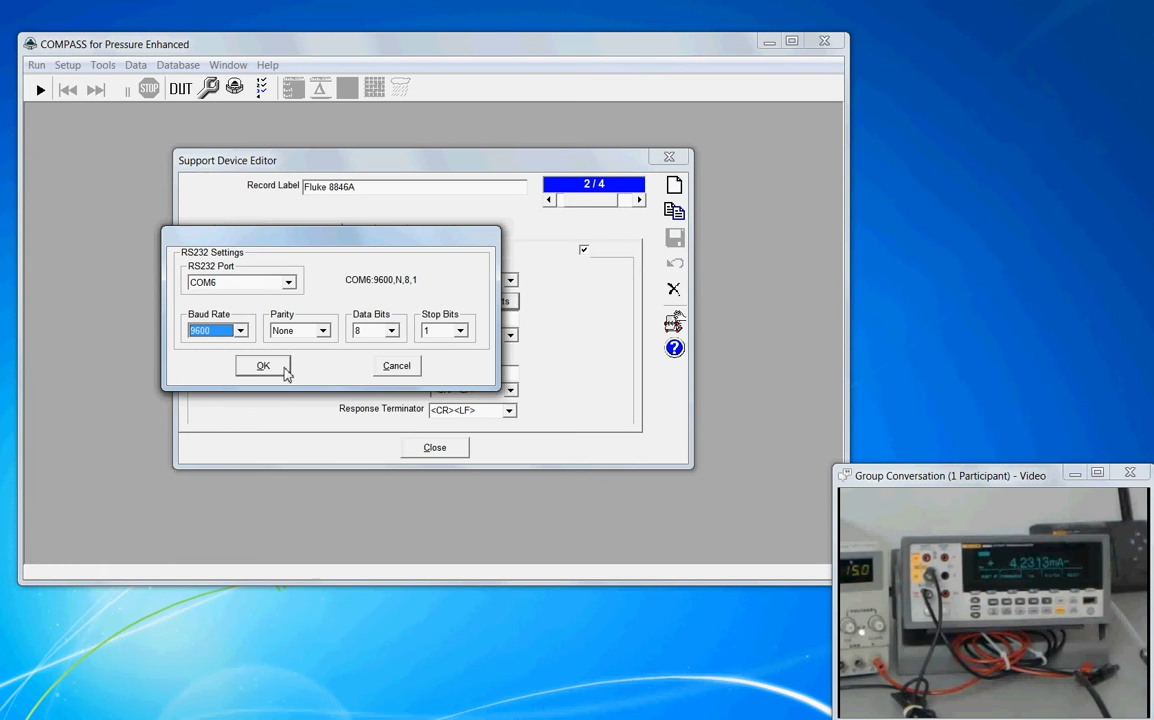 COMPASS for Pressure Enhanced
Run Setup Tools Data Database Window Help
STOP DUT
Support Device Editor
Record Label Fluke 8846A
2 / 4
RS232 Settings
RS232 Port
COM6
COM6:9600,N,8,1
Baud Rate Parity Data Bits Stop Bits
9600 None 8 1
OK Cancel
Response Terminator <CR><LF>
Close
Group Conversation (1 Participant) - Video
15.0
+ 4.2313mA